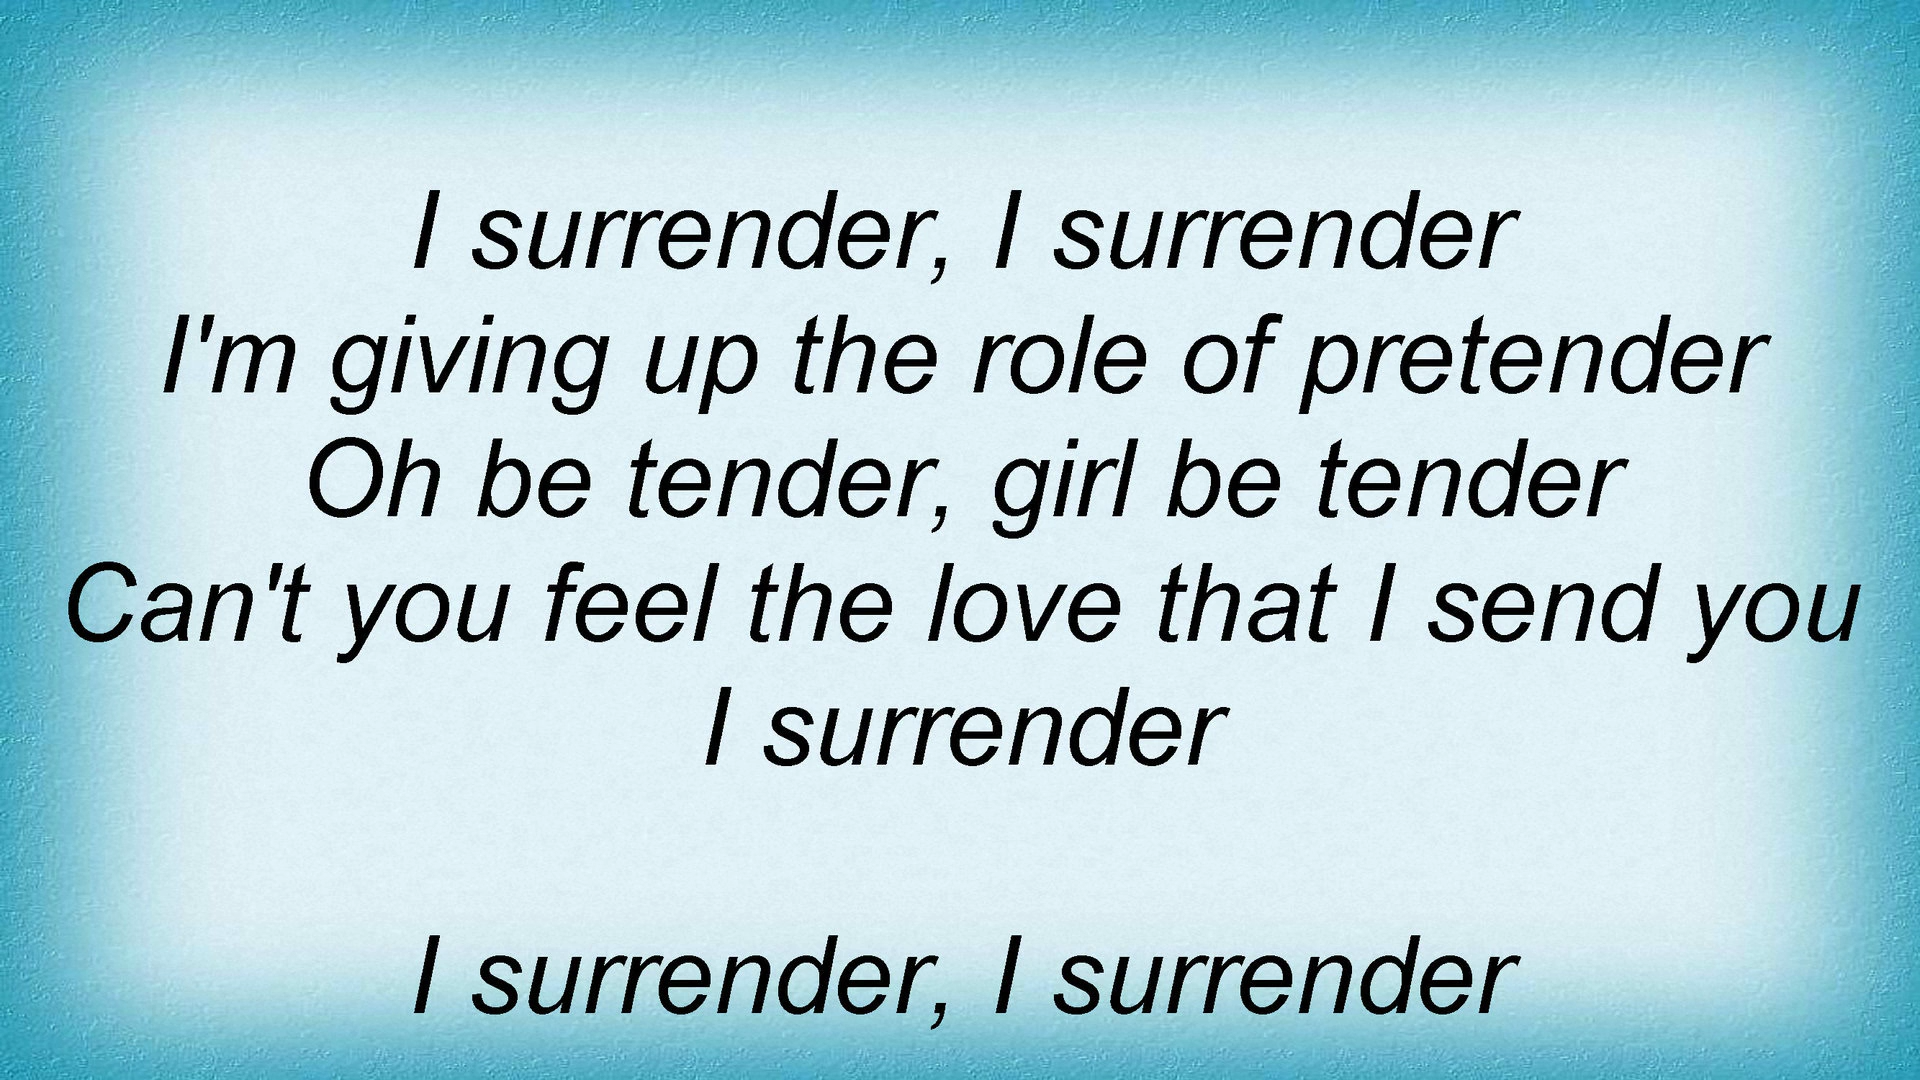 I surrender, I surrender
I'm giving up the role of pretender
Oh be tender, girl be tender
Can't you feel the love that I send you
I surrender
I surrender, I surrender